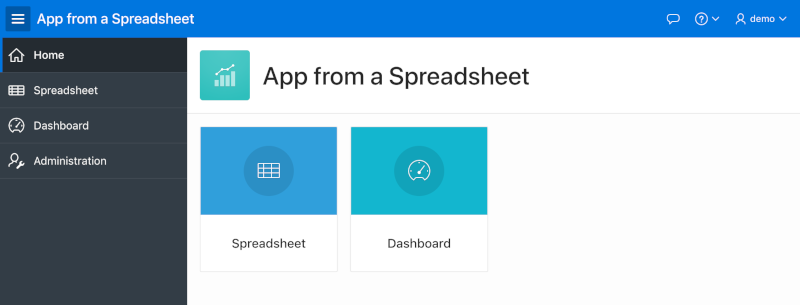 App from a Spreadsheet
demo
Home
Spreadsheet
Dashboard
Administration
App from a Spreadsheet
Spreadsheet
Dashboard